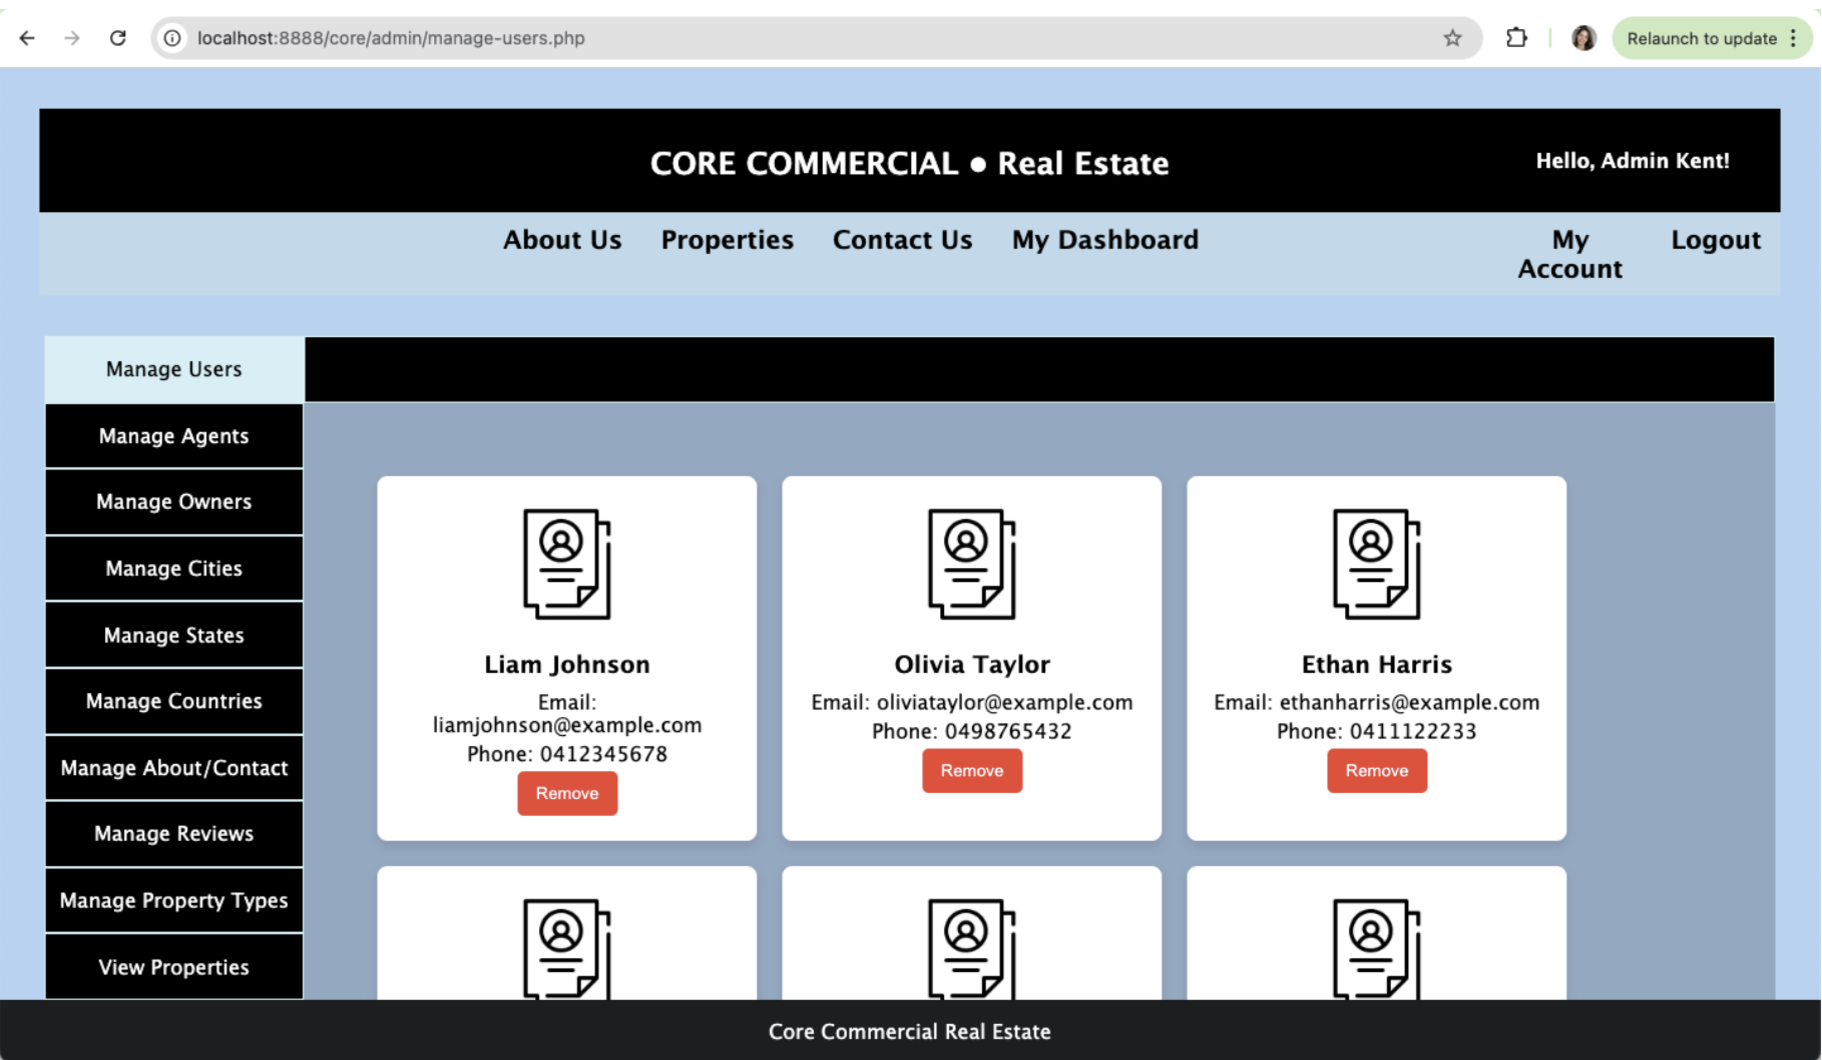 localhost:8888/core/admin/manage-users.php
Relaunch to update
CORE COMMERCIAL ● Real Estate
Hello, Admin Kent!
About Us
Properties
Contact Us
My Dashboard
My
Account
Logout
Manage Users
Manage Agents
Manage Owners
Manage Cities
Manage States
Manage Countries
Manage About/Contact
Manage Reviews
Manage Property Types
View Properties
Liam Johnson
Email:
liamjohnson@example.com
Phone: 0412345678
Remove
Olivia Taylor
Email: oliviataylor@example.com
Phone: 0498765432
Remove
Ethan Harris
Email: ethanharris@example.com
Phone: 0411122233
Remove
Core Commercial Real Estate